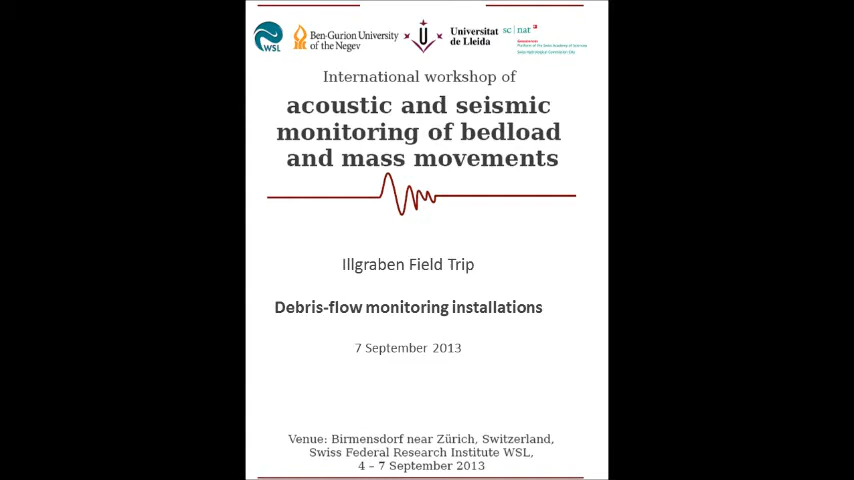 WSL
Ben-Gurion University
of the Negev
Universitat
de Lleida
sc | nat
International workshop of
acoustic and seismic
monitoring of bedload
and mass movements
Illgraben Field Trip
Debris-flow monitoring installations
7 September 2013
Venue: Birmensdorf near Zürich, Switzerland,
Swiss Federal Research Institute WSL,
4 – 7 September 2013